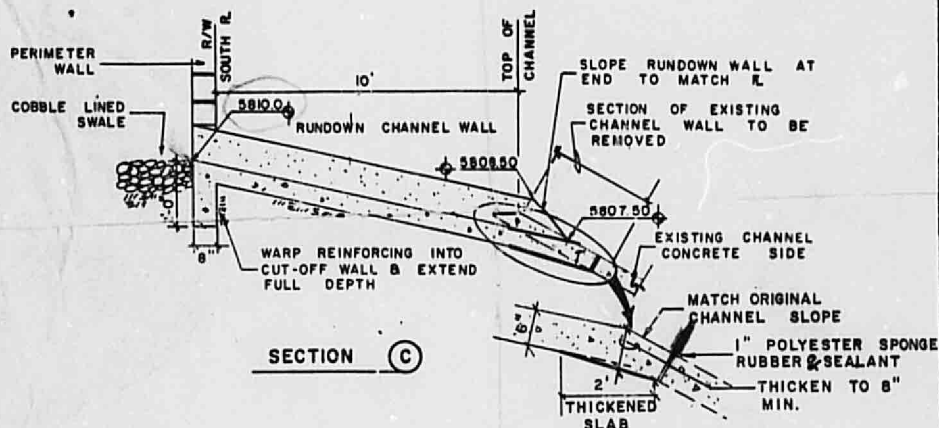 PERIMETER
WALL
R/W
SOUTH R.
10'
TOP OF
CHANNEL
COBBLE LINED
SWALE
5810.0
RUNDOWN CHANNEL WALL
SLOPE RUNDOWN WALL AT
END TO MATCH
SECTION OF EXISTING
CHANNEL WALL TO BE
REMOVED
5808.50
5807.50
8"
WARP REINFORCING INTO
CUT-OFF WALL & EXTEND
FULL DEPTH
EXISTING CHANNEL
CONCRETE SIDE
MATCH ORIGINAL
CHANNEL SLOPE
6"
1" POLYESTER SPONGE
RUBBER & SEALANT
SECTION C
2'
THICKEN TO 8"
MIN.
THICKENED
SLAB